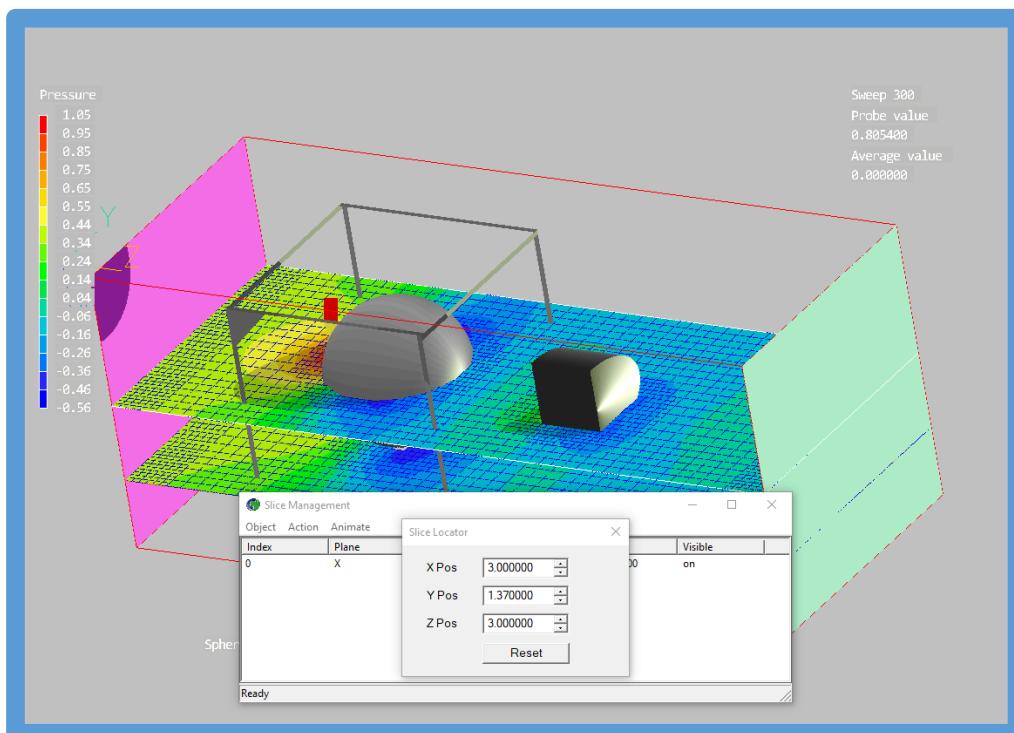 Pressure
1.05
0.95
0.85
0.75
0.65
0.55
0.44
0.34
0.24
0.14
0.04
-0.06
-0.16
-0.26
-0.36
-0.46
-0.56
Y
Z
Sweep 300
Probe value
0.805400
Average value
0.000000
Spher
Slice Management
Object Action Animate
Index Plane Visible
0 X 00 on
Ready
Slice Locator
X Pos 3.000000
Y Pos 1.370000
Z Pos 3.000000
Reset